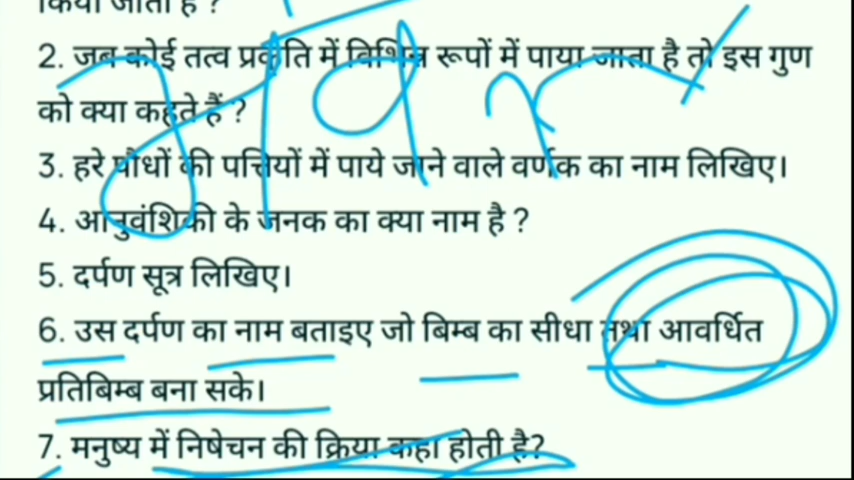 किया जाता है ?
2. जब कोई तत्व प्रकृति में विभिन्न रूपों में पाया जाता है तो इस गुण
को क्या कहते हैं ?
3. हरे पौधों की पत्तियों में पाये जाने वाले वर्णक का नाम लिखिए।
4. आनुवंशिकी के जनक का क्या नाम है ?
5. दर्पण सूत्र लिखिए।
6. उस दर्पण का नाम बताइए जो बिम्ब का सीधा तथा आवर्धित
प्रतिबिम्ब बना सके।
7. मनुष्य में निषेचन की क्रिया कहा होती है?